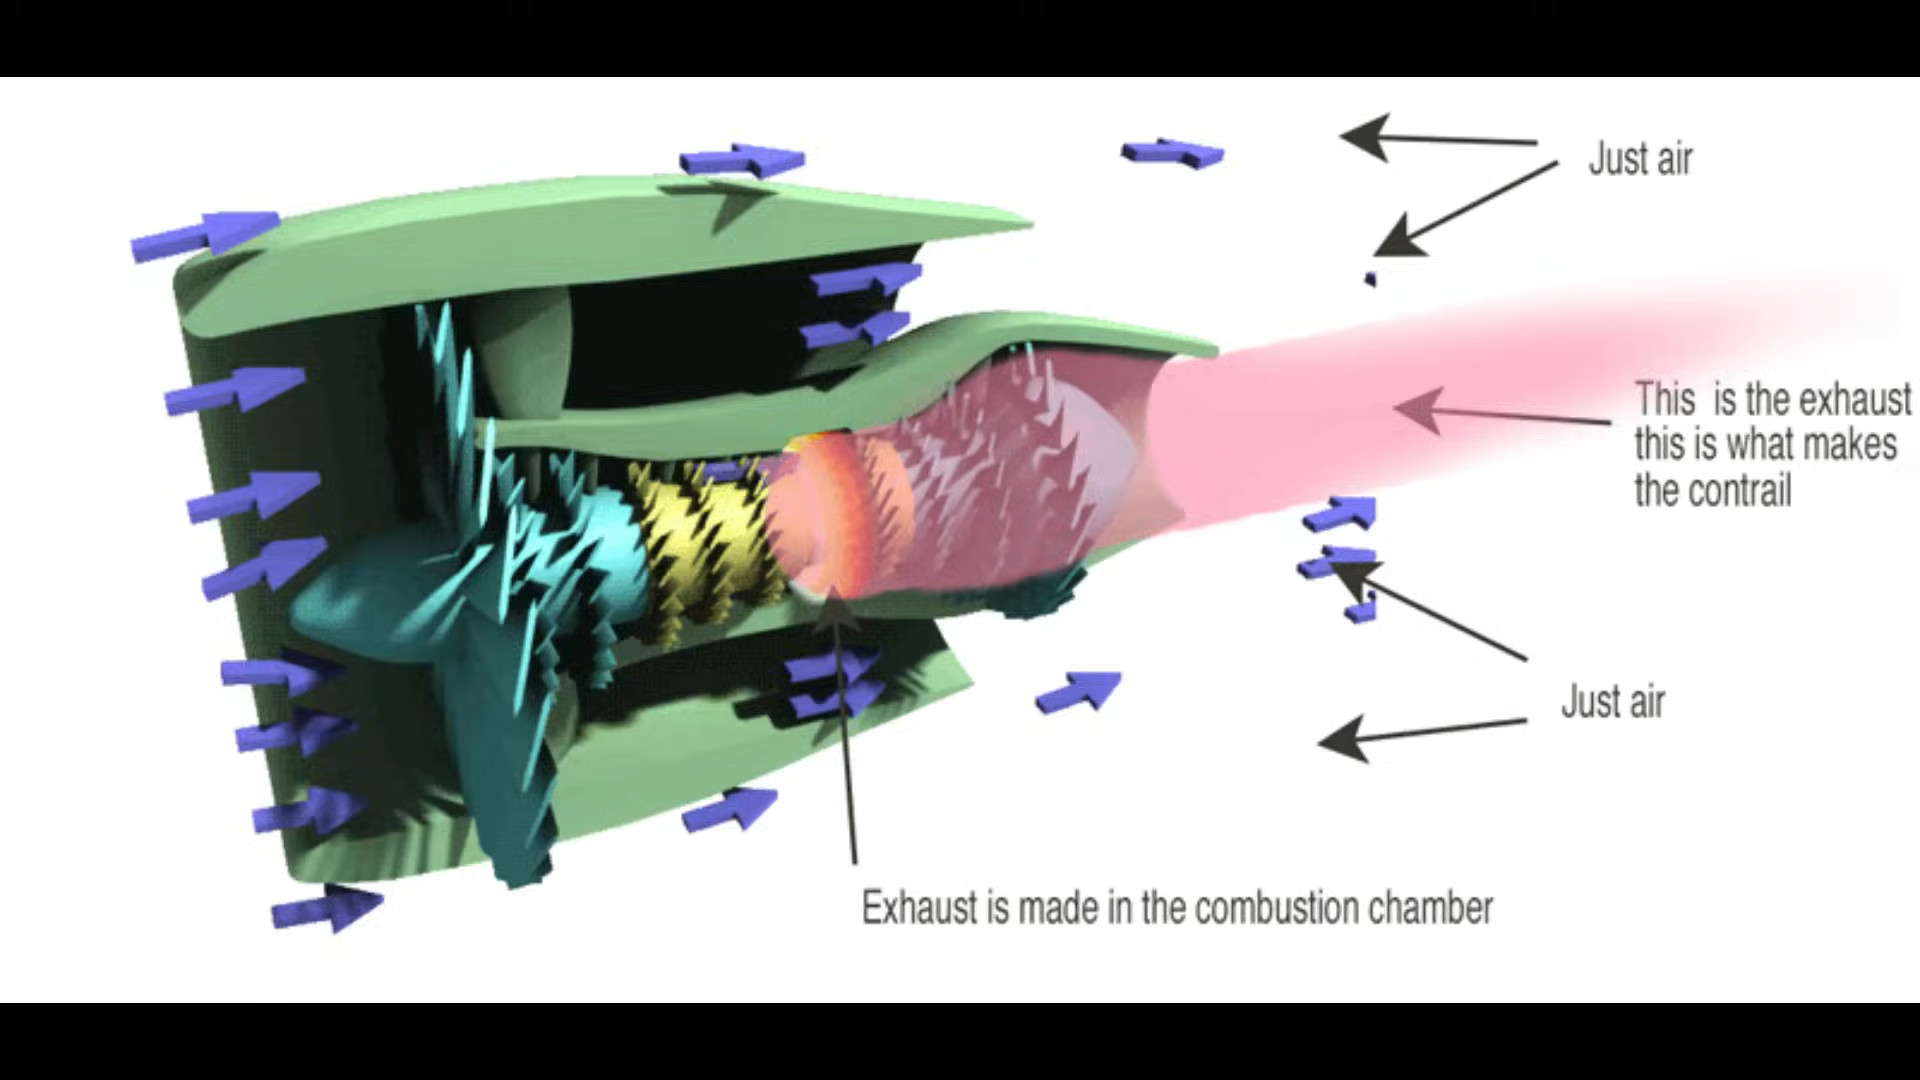 Just air
This  is the exhaust
this is what makes
the contrail
Just air
Exhaust is made in the combustion chamber